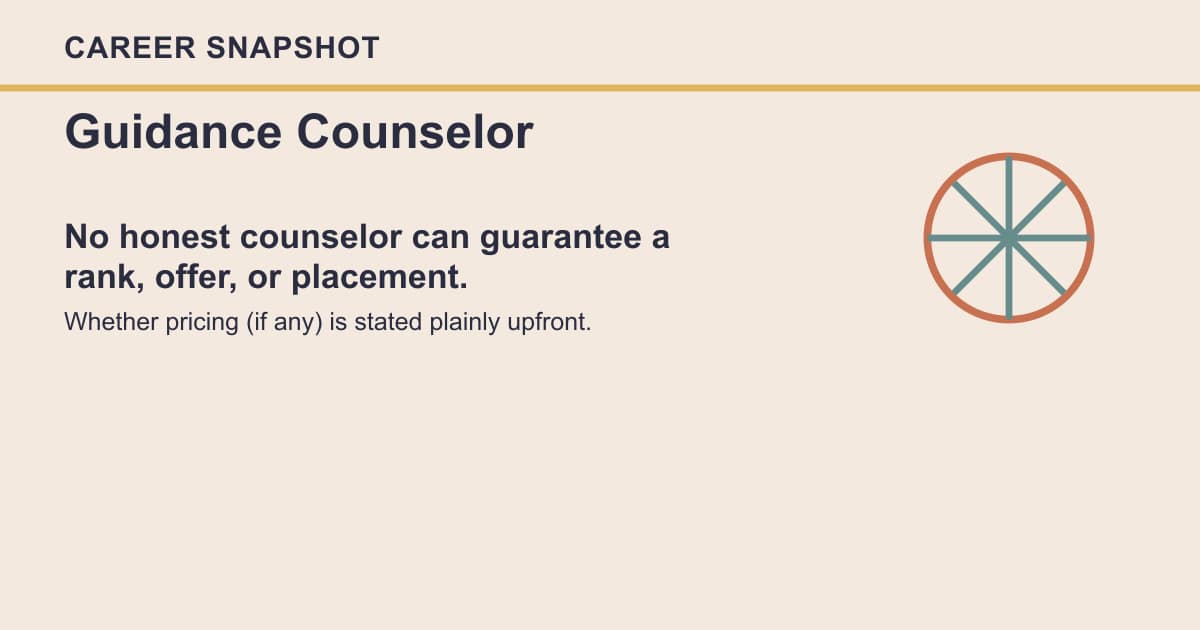 CAREER SNAPSHOT
Guidance Counselor
No honest counselor can guarantee a
rank, offer, or placement.
Whether pricing (if any) is stated plainly upfront.